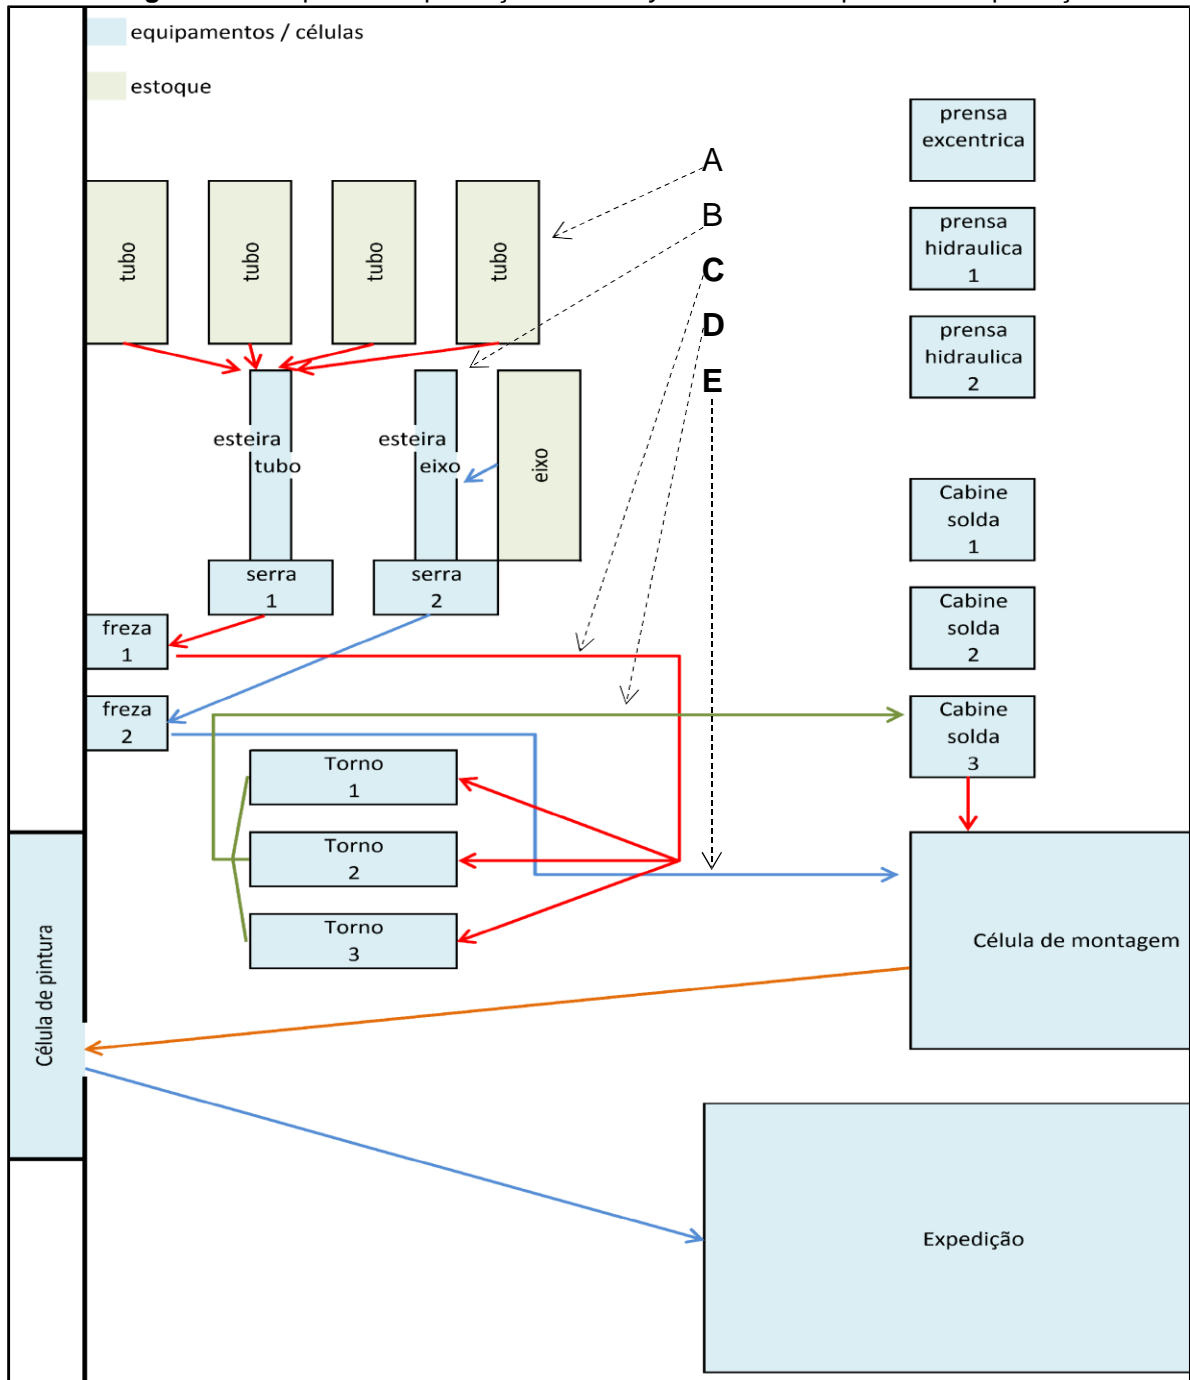 equipamentos / células
estoque
prensa
excentrica
A
B
C
D
E
tubo
tubo
tubo
tubo
prensa
hidraulica
1
prensa
hidraulica
2
esteira
tubo
esteira
eixo
eixo
Cabine
solda
1
serra
1
serra
2
freza
1
Cabine
solda
2
freza
2
Cabine
solda
3
Torno
1
Torno
2
Torno
3
Célula de pintura
Célula de montagem
Expedição